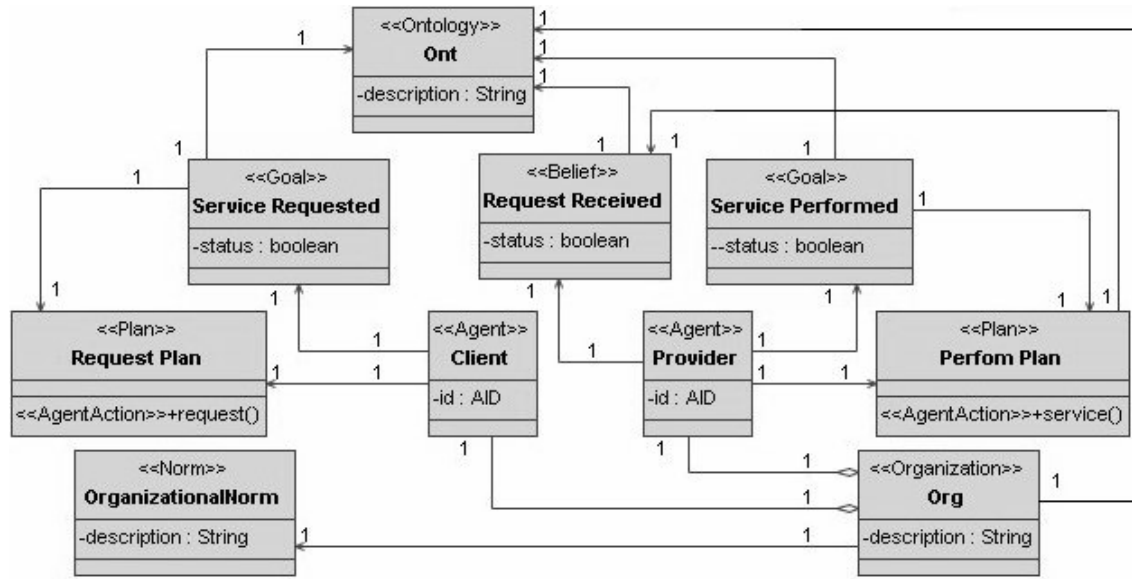 <<Ontology>>
Ont
-description : String
1
1
1
1
1
1
1
1
1
1
<<Goal>>
Service Requested
-status : boolean
<<Belief>>
Request Received
-status : boolean
<<Goal>>
Service Performed
--status : boolean
1
1
1
1
1
1
1
<<Plan>>
Request Plan
<<AgentAction>>+request()
1
1
1
<<Agent>>
Client
-id : AID
1
<<Agent>>
Provider
-id : AID
1
1
1
1
<<Plan>>
Perfom Plan
<<AgentAction>>+service()
1
1
1
1
<<Norm>>
OrganizationalNorm
-description : String
<<Organization>>
Org
-description : String
1
1
1